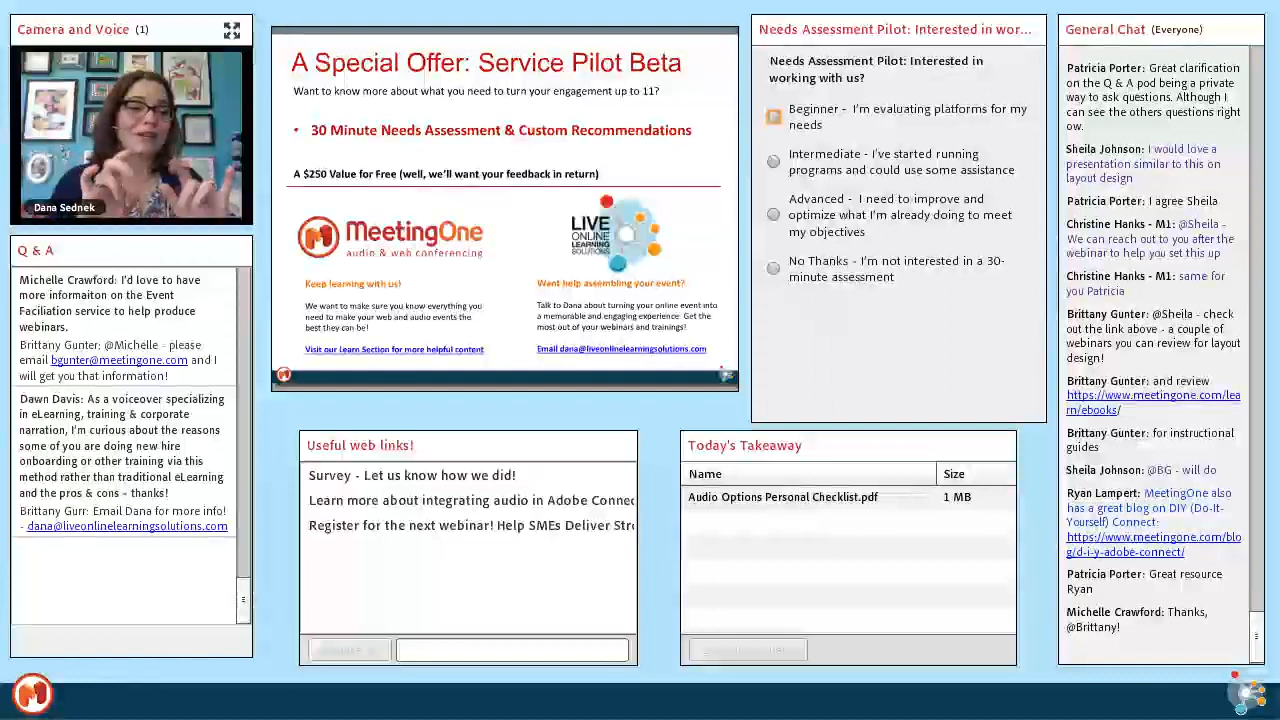 Camera and Voice (1)
Dana Sednek
Q & A
Michelle Crawford: I'd love to have
more informaiton on the Event
Faciliation service to help produce
webinars.
Brittany Gunter: @Michelle - please
email bgunter@meetingone.com and I
will get you that information!
Dawn Davis: As a voiceover specializing
in eLearning, training & corporate
narration, I'm curious about the reasons
some of you are doing new hire
onboarding or other training via this
method rather than traditional eLearning
and the pros & cons - thanks!
Brittany Gurr: Email Dana for more info!
- dana@liveonlinelearningsolutions.com
A Special Offer: Service Pilot Beta
Want to know more about what you need to turn your engagement up to 11?
• 30 Minute Needs Assessment & Custom Recommendations
A $250 Value for Free (well, we'll want your feedback in return)
MeetingOne
audio & web conferencing
Keep learning with us!
We want to make sure you know everything you
need to make your web and audio events the
best they can be!
Visit our Learn Section for more helpful content
LIVE
ONLINE
LEARNING
SOLUTIONS
Want help assembling your event?
Talk to Dana about turning your online event into
a memorable and engaging experience. Get the
most out of your webinars and trainings!
Email dana@liveonlinelearningsolutions.com
Needs Assessment Pilot: Interested in wor...
Needs Assessment Pilot: Interested in
working with us?
Beginner - I'm evaluating platforms for my
needs
Intermediate - I've started running
programs and could use some assistance
Advanced - I need to improve and
optimize what I'm already doing to meet
my objectives
No Thanks - I'm not interested in a 30-
minute assessment
Useful web links!
Survey - Let us know how we did!
Learn more about integrating audio in Adobe Connec
Register for the next webinar! Help SMEs Deliver Str
Today's Takeaway
Name Size
Audio Options Personal Checklist.pdf 1 MB
General Chat (Everyone)
Patricia Porter: Great clarification
on the Q & A pod being a private
way to ask questions. Although I
can see the others questions right
ow.
Sheila Johnson: I would love a
presentation similar to this on
layout design
Patricia Porter: I agree Sheila
Christine Hanks - M1: @Sheila -
We can reach out to you after the
webinar to help you set this up
Christine Hanks - M1: same for
you Patricia
Brittany Gunter: @Sheila - check
out the link above - a couple of
webinars you can review for layout
design!
Brittany Gunter: and review
https://www.meetingone.com/lea
rn/ebooks/
Brittany Gunter: for instructional
guides
Sheila Johnson: @BG - will do
Ryan Lampert: MeetingOne also
has a great blog on DIY (Do-It-
Yourself) Connect:
https://www.meetingone.com/blo
g/d-i-y-adobe-connect/
Patricia Porter: Great resource
Ryan
Michelle Crawford: Thanks,
@Brittany!